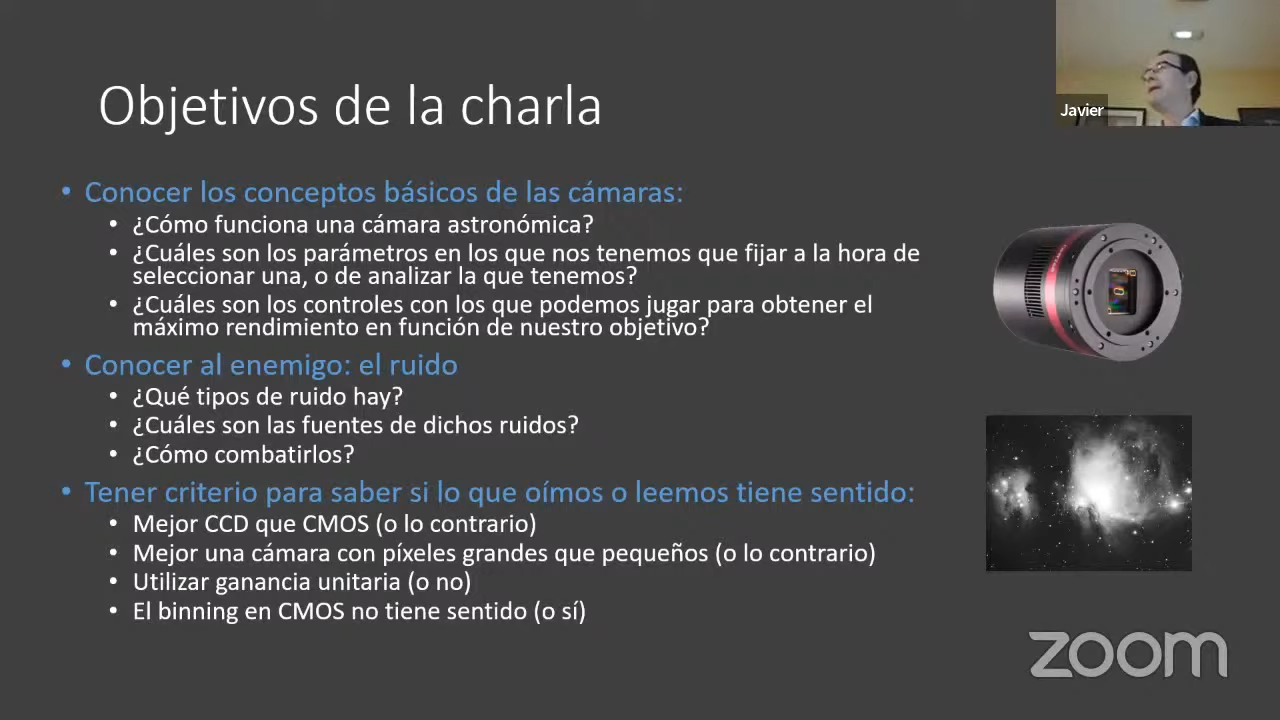 Objetivos de la charla
Javier
• Conocer los conceptos básicos de las cámaras:
• ¿Cómo funciona una cámara astronómica?
• ¿Cuáles son los parámetros en los que nos tenemos que fijar a la hora de
seleccionar una, o de analizar la que tenemos?
• ¿Cuáles son los controles con los que podemos jugar para obtener el
máximo rendimiento en función de nuestro objetivo?
• Conocer al enemigo: el ruido
• ¿Qué tipos de ruido hay?
• ¿Cuáles son las fuentes de dichos ruidos?
• ¿Cómo combatirlos?
• Tener criterio para saber si lo que oímos o leemos tiene sentido:
• Mejor CCD que CMOS (o lo contrario)
• Mejor una cámara con píxeles grandes que pequeños (o lo contrario)
• Utilizar ganancia unitaria (o no)
• El binning en CMOS no tiene sentido (o sí)
zoom